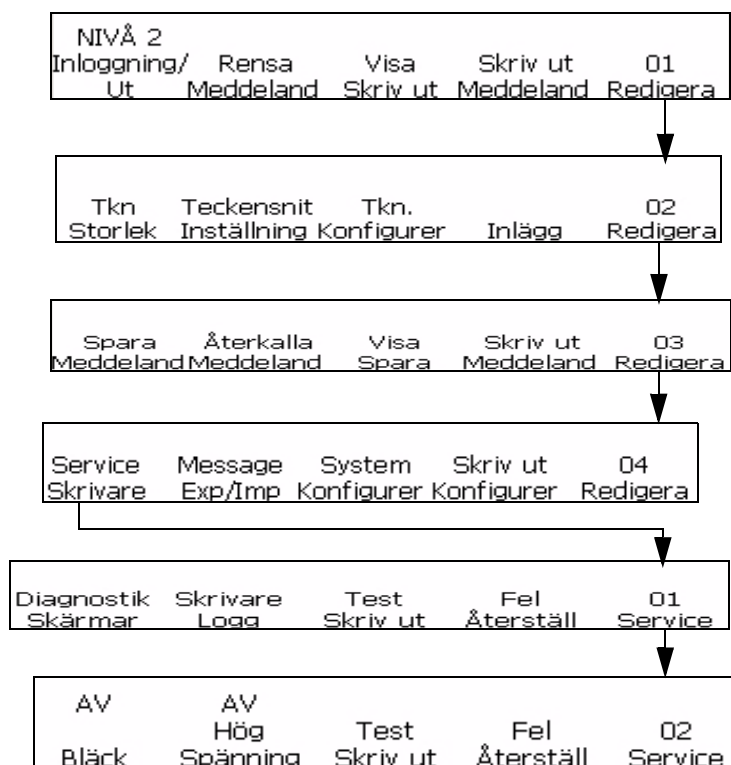 NIVÅ 2
Inloggning/ Rensa Visa Skriv ut 01
Ut Meddeland Skriv ut Meddeland Redigera
Tkn Teckensnit Tkn. 02
Storlek Inställning Konfigurer Inlägg Redigera
Spara Återkalla Visa Skriv ut 03
Meddeland Meddeland Spara Meddeland Redigera
Service Message System Skriv ut 04
Skrivare Exp/Imp Konfigurer Konfigurer Redigera
Diagnostik Skrivare Test Fel 01
Skärmar Logg Skriv ut Återställ Service
AV AV
Hög Test Fel 02
Bläck Spänning Skriv ut Återställ Service